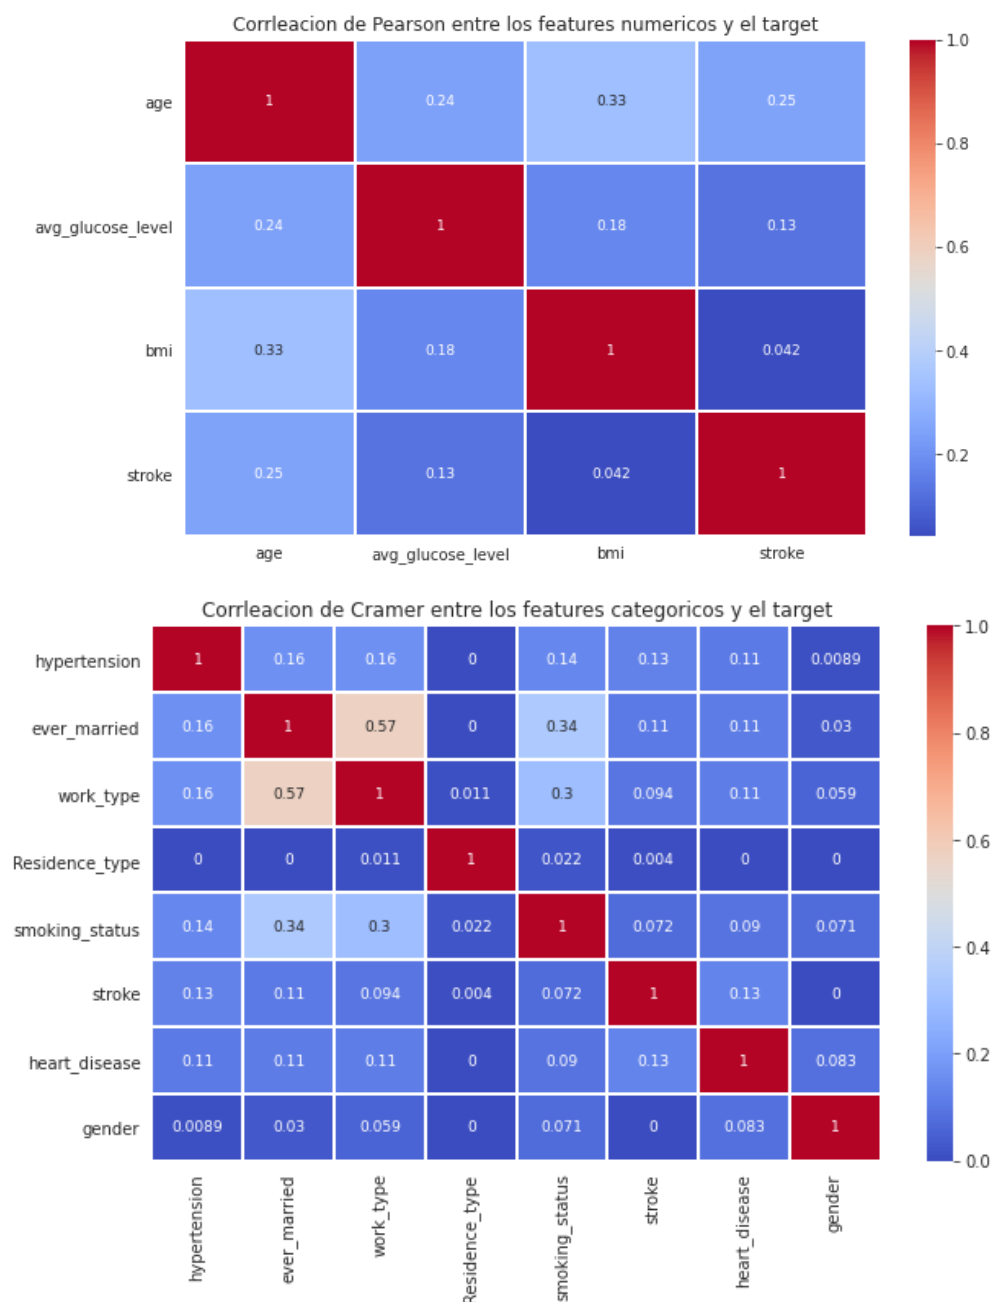 Corrleacion de Pearson entre los features numericos y el target
age 1 0.24 0.33 0.25
avg_glucose_level 0.24 1 0.18 0.13
bmi 0.33 0.18 1 0.042
stroke 0.25 0.13 0.042 1
age avg_glucose_level bmi stroke
1.0
0.8
0.6
0.4
0.2
Corrleacion de Cramer entre los features categoricos y el target
hypertension 1 0.16 0.16 0 0.14 0.13 0.11 0.0089
ever_married 0.16 1 0.57 0 0.34 0.11 0.11 0.03
work_type 0.16 0.57 1 0.011 0.3 0.094 0.11 0.059
Residence_type 0 0 0.011 1 0.022 0.004 0 0
smoking_status 0.14 0.34 0.3 0.022 1 0.072 0.09 0.071
stroke 0.13 0.11 0.094 0.004 0.072 1 0.13 0
heart_disease 0.11 0.11 0.11 0 0.09 0.13 1 0.083
gender 0.0089 0.03 0.059 0.071 0 0.083 1
hypertension ever_married work_type Residence_type smoking_status stroke heart_disease gender
1.0
0.8
0.6
0.4
0.2
0.0